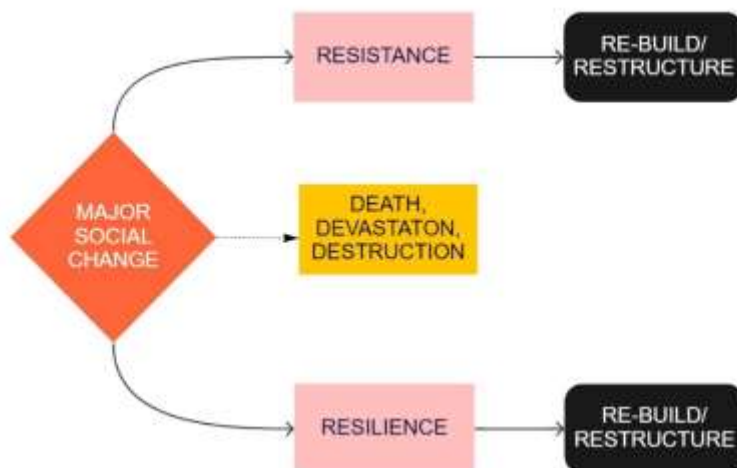 RESISTANCE
RE-BUILD/
RESTRUCTURE
MAJOR
SOCIAL
CHANGE
DEATH,
DEVASTATON,
DESTRUCTION
RESILIENCE
RE-BUILD/
RESTRUCTURE